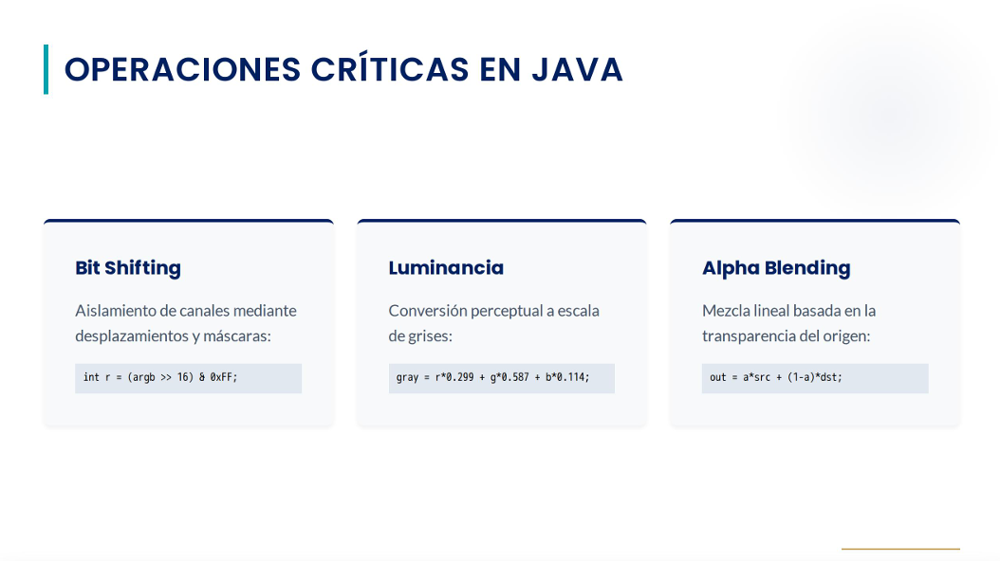 OPERACIONES CRÍTICAS EN JAVA
Bit Shifting
Aislamiento de canales mediante
desplazamientos y máscaras:
int r = (argb >> 16) & 0xFF;
Luminancia
Conversión perceptual a escala
de grises:
gray = r*0.299 + g*0.587 + b*0.114;
Alpha Blending
Mezcla lineal basada en la
transparencia del origen:
out = a*src + (1-a)*dst;